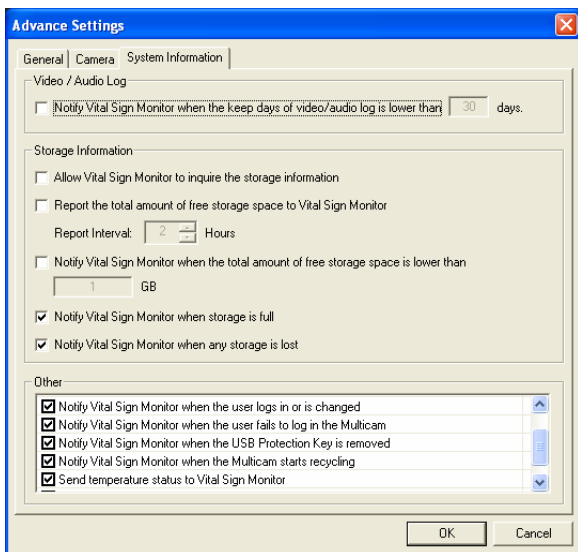 Advance Settings
General Camera System Information
Video / Audio Log
Notify Vital Sign Monitor when the keep days of video/audio log is lower than 30 days.
Storage Information
Allow Vital Sign Monitor to inquire the storage information
Report the total amount of free storage space to Vital Sign Monitor
Report Interval: 2 Hours
Notify Vital Sign Monitor when the total amount of free storage space is lower than
1 GB
Notify Vital Sign Monitor when storage is full
Notify Vital Sign Monitor when any storage is lost
Other
Notify Vital Sign Monitor when the user logs in or is changed
Notify Vital Sign Monitor when the user fails to log in the Multicam
Notify Vital Sign Monitor when the USB Protection Key is removed
Notify Vital Sign Monitor when the Multicam starts recycling
Send temperature status to Vital Sign Monitor
OK Cancel